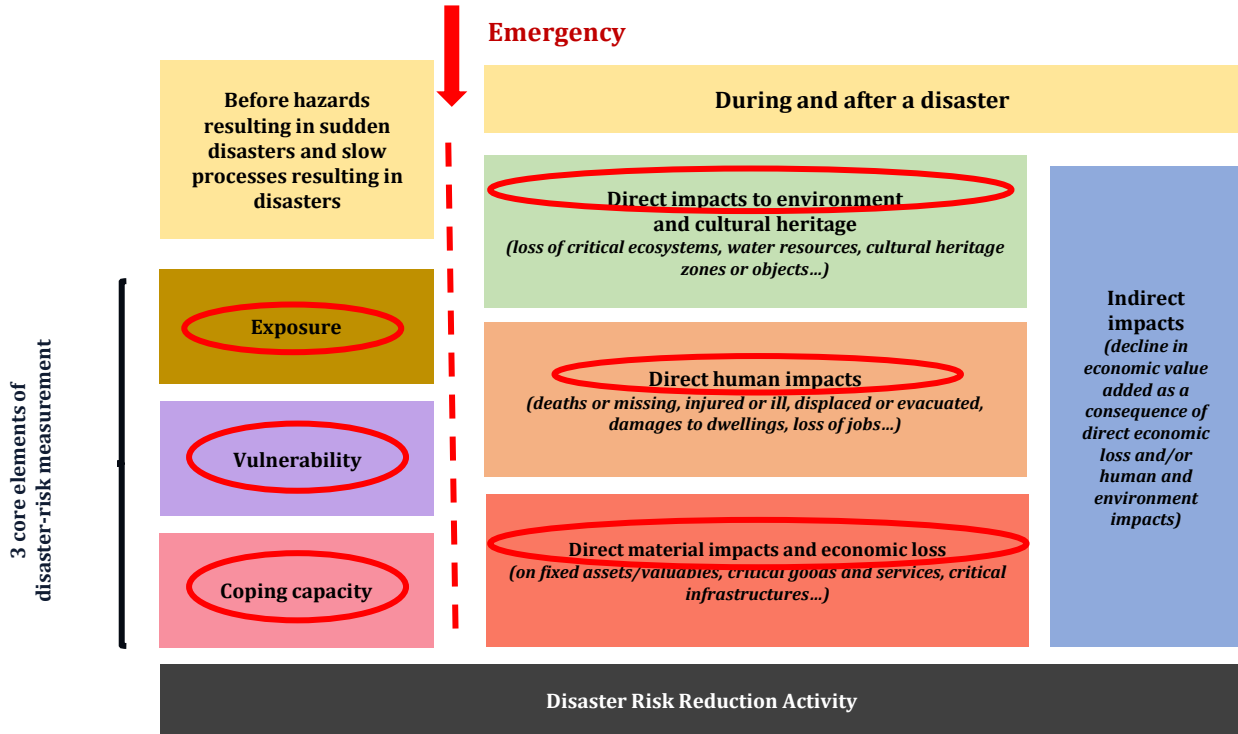 Emergency
Before hazards
resulting in sudden
disasters and slow
processes resulting in
disasters
During and after a disaster
3 core elements of
disaster-risk measurement
Exposure
Vulnerability
Coping capacity
Direct impacts to environment
and cultural heritage
(loss of critical ecosystems, water resources, cultural heritage
zones or objects…)
Direct human impacts
(deaths or missing, injured or ill, displaced or evacuated,
damages to dwellings, loss of jobs…)
Direct material impacts and economic loss
(on fixed assets/valuables, critical goods and services, critical
infrastructures…)
Indirect
impacts
(decline in
economic value
added as a
consequence of
direct economic
loss and/or
human and
environment
impacts)
Disaster Risk Reduction Activity